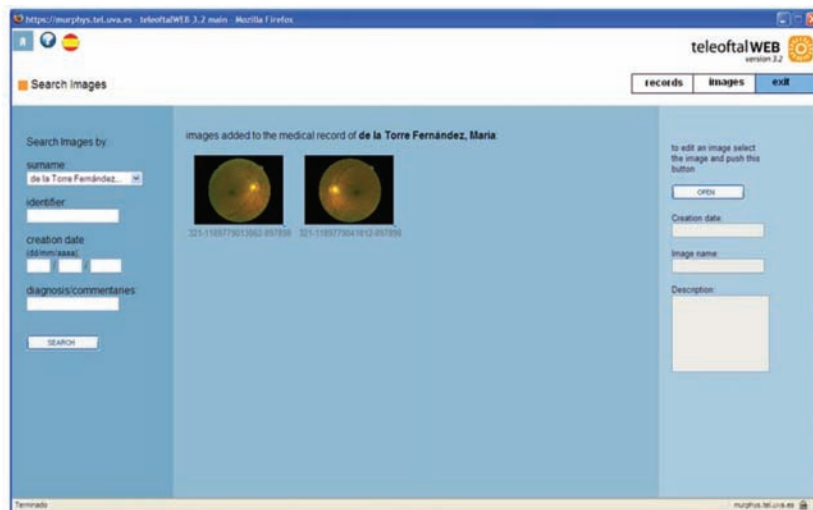 https://murphys.tel.uva.es - teleoftalWEB 3.2 main - Mozilla Firefox
teleoftalWEB
version 3.2
Search Images
records images exit
Search Images by:
surname:
de la Torre Fernández...
identifier:
creation date
(dd/mm/aaaa):
/ /
diagnosis/commentaries:
SEARCH
images added to the medical record of de la Torre Fernández, María:
to edit an image select
the image and push this
button
OPEN
Creation date:
Image name:
Description:
Terminado
murphys.tel.uva.es